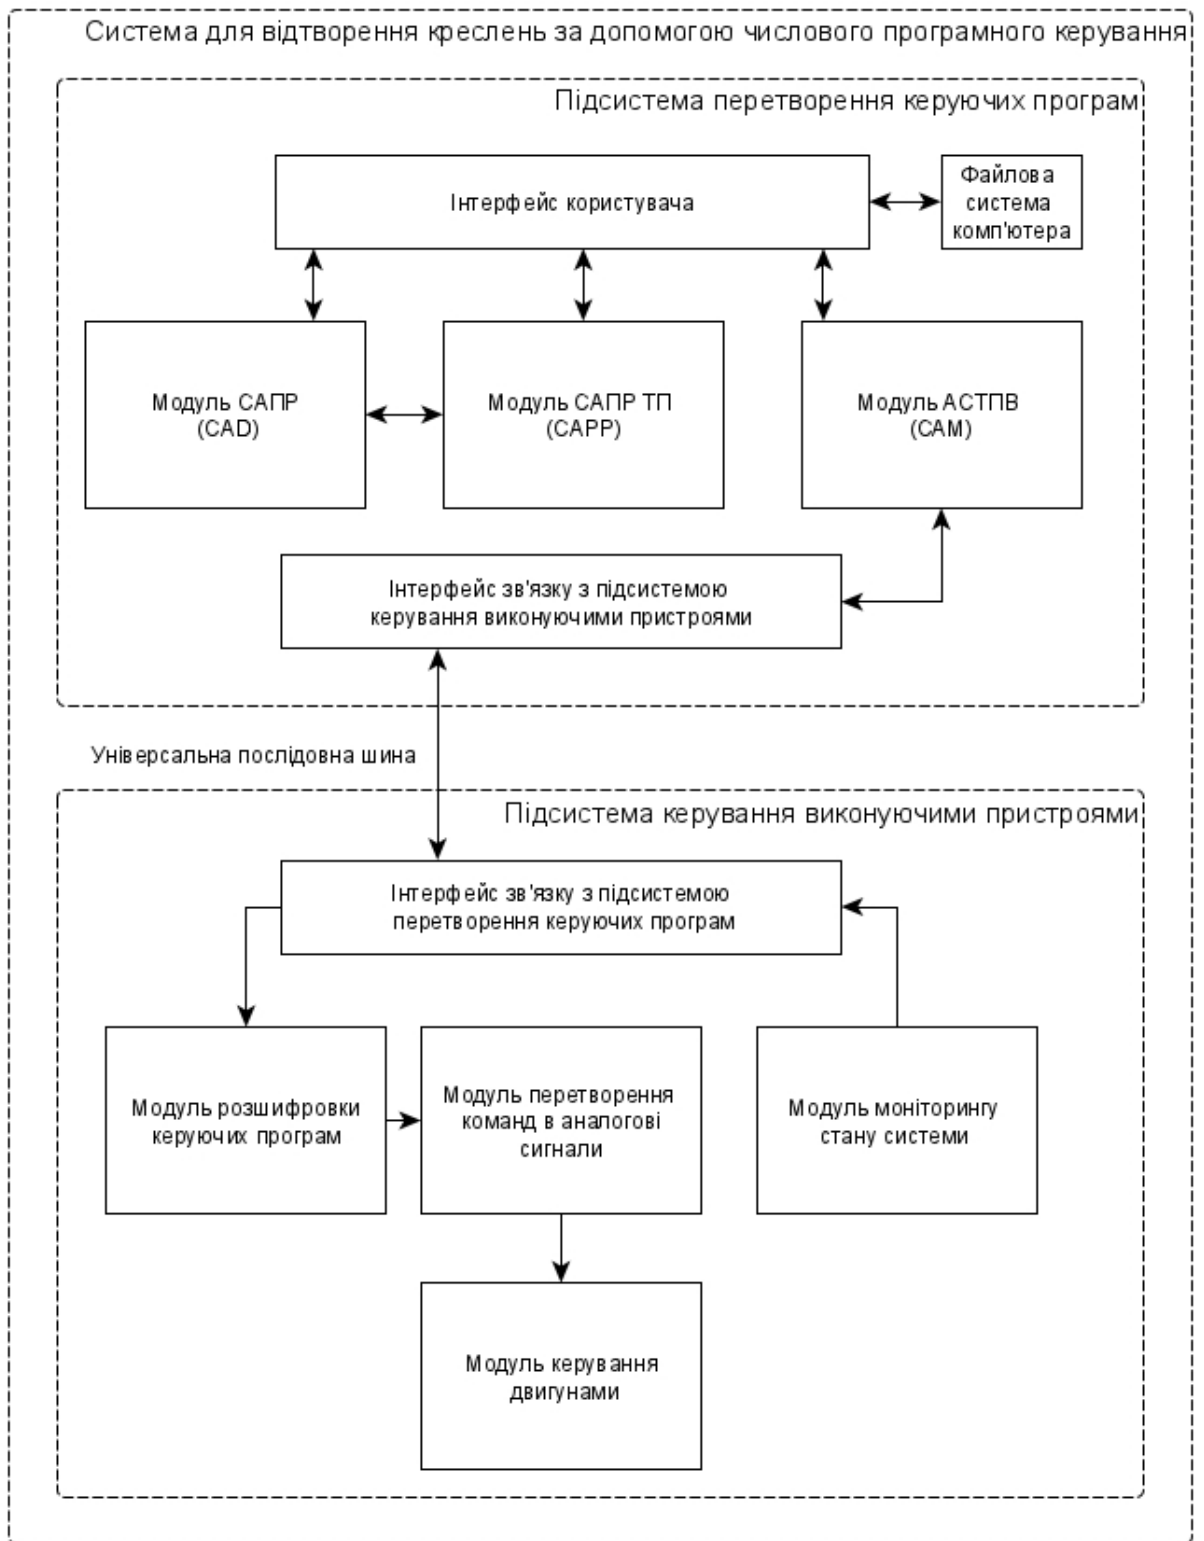 Система для відтворення креслень за допомогою числового програмного керування
Підсистема перетворення керуючих програм
Інтерфейс користувача
Файлова
система
комп'ютера
Модуль САПР
(CAD)
Модуль САПР ТП
(CAPP)
Модуль АСТПВ
(CAM)
Інтерфейс зв'язку з підсистемою
керування виконуючими пристроями
Універсальна послідовна шина
Підсистема керування виконуючими пристроями
Інтерфейс зв'язку з підсистемою
перетворення керуючих програм
Модуль розшифровки
керуючих програм
Модуль перетворення
команд в аналогові
сигнали
Модуль моніторингу
стану системи
Модуль керування
двигунами